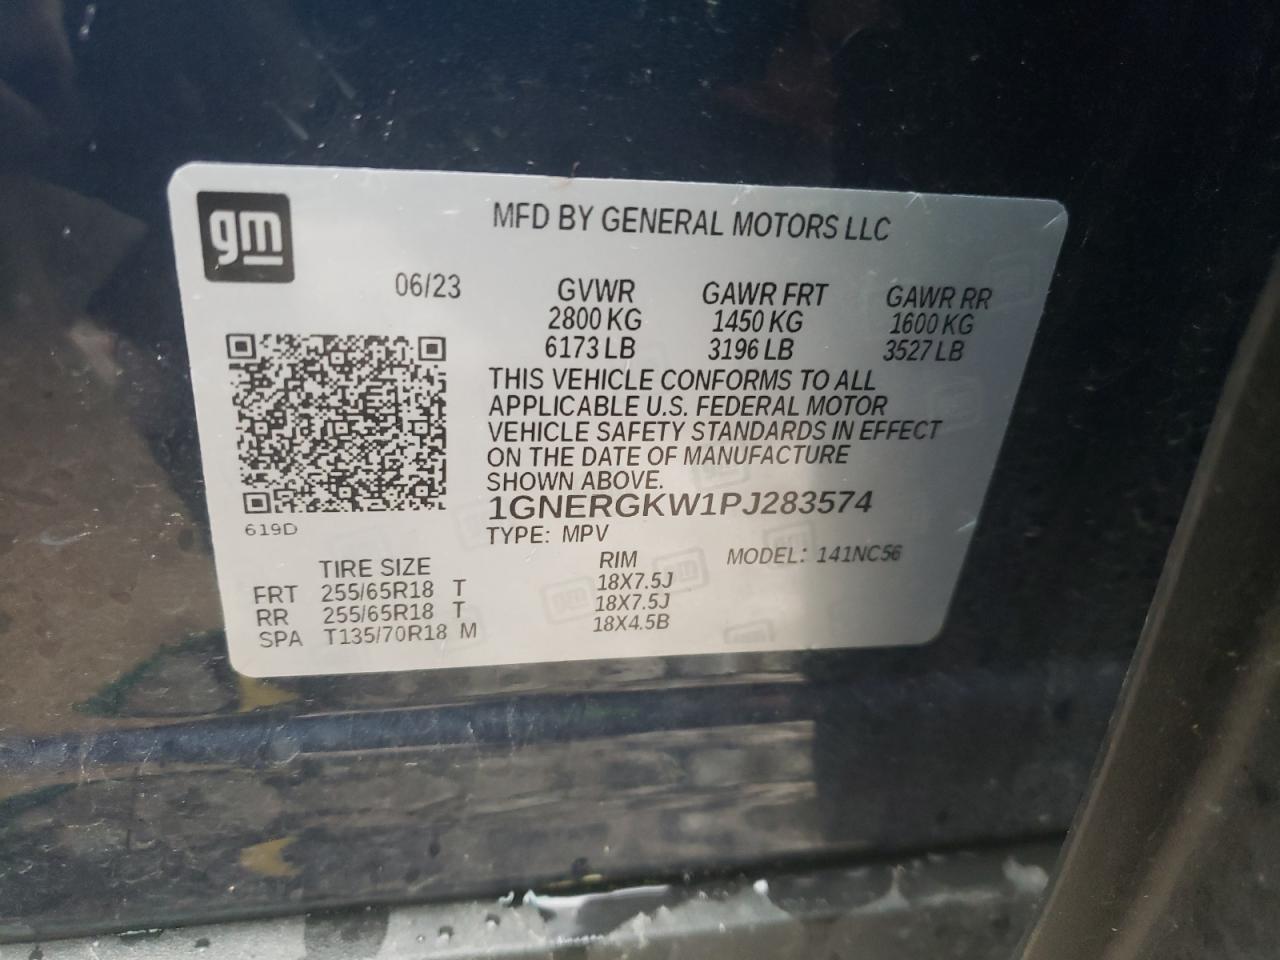 gm
MFD BY GENERAL MOTORS LLC
06/23 GVWR GAWR FRT GAWR RR
2800 KG 1450 KG 1600 KG
6173 LB 3196 LB 3527 LB
THIS VEHICLE CONFORMS TO ALL
APPLICABLE U.S. FEDERAL MOTOR
VEHICLE SAFETY STANDARDS IN EFFECT
ON THE DATE OF MANUFACTURE
SHOWN ABOVE.
1GNERGKW1PJ283574
619D
TYPE: MPV
TIRE SIZE RIM MODEL: 141NC56
FRT 255/65R18 T 18X7.5J
RR 255/65R18 T 18X7.5J
SPA T135/70R18 M 18X4.5B